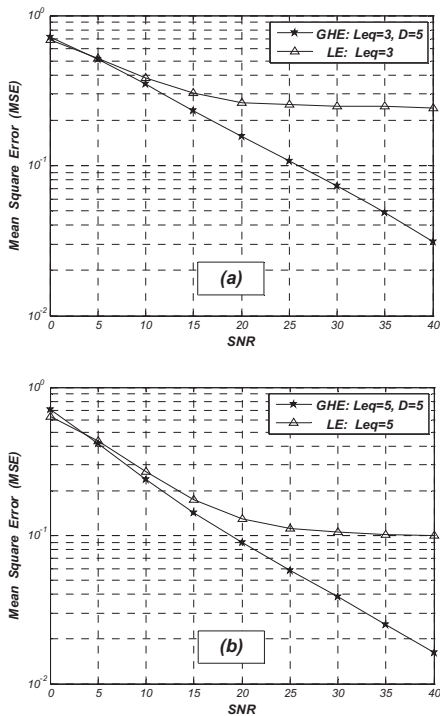 10^0
10^-1
10^-2
Mean Square Error (MSE)
GHE: Leq=3, D=5
LE: Leq=3
(a)
0 5 10 15 20 25 30 35 40
SNR
10^0
10^-1
10^-2
Mean Square Error (MSE)
GHE: Leq=5, D=5
LE: Leq=5
(b)
0 5 10 15 20 25 30 35 40
SNR